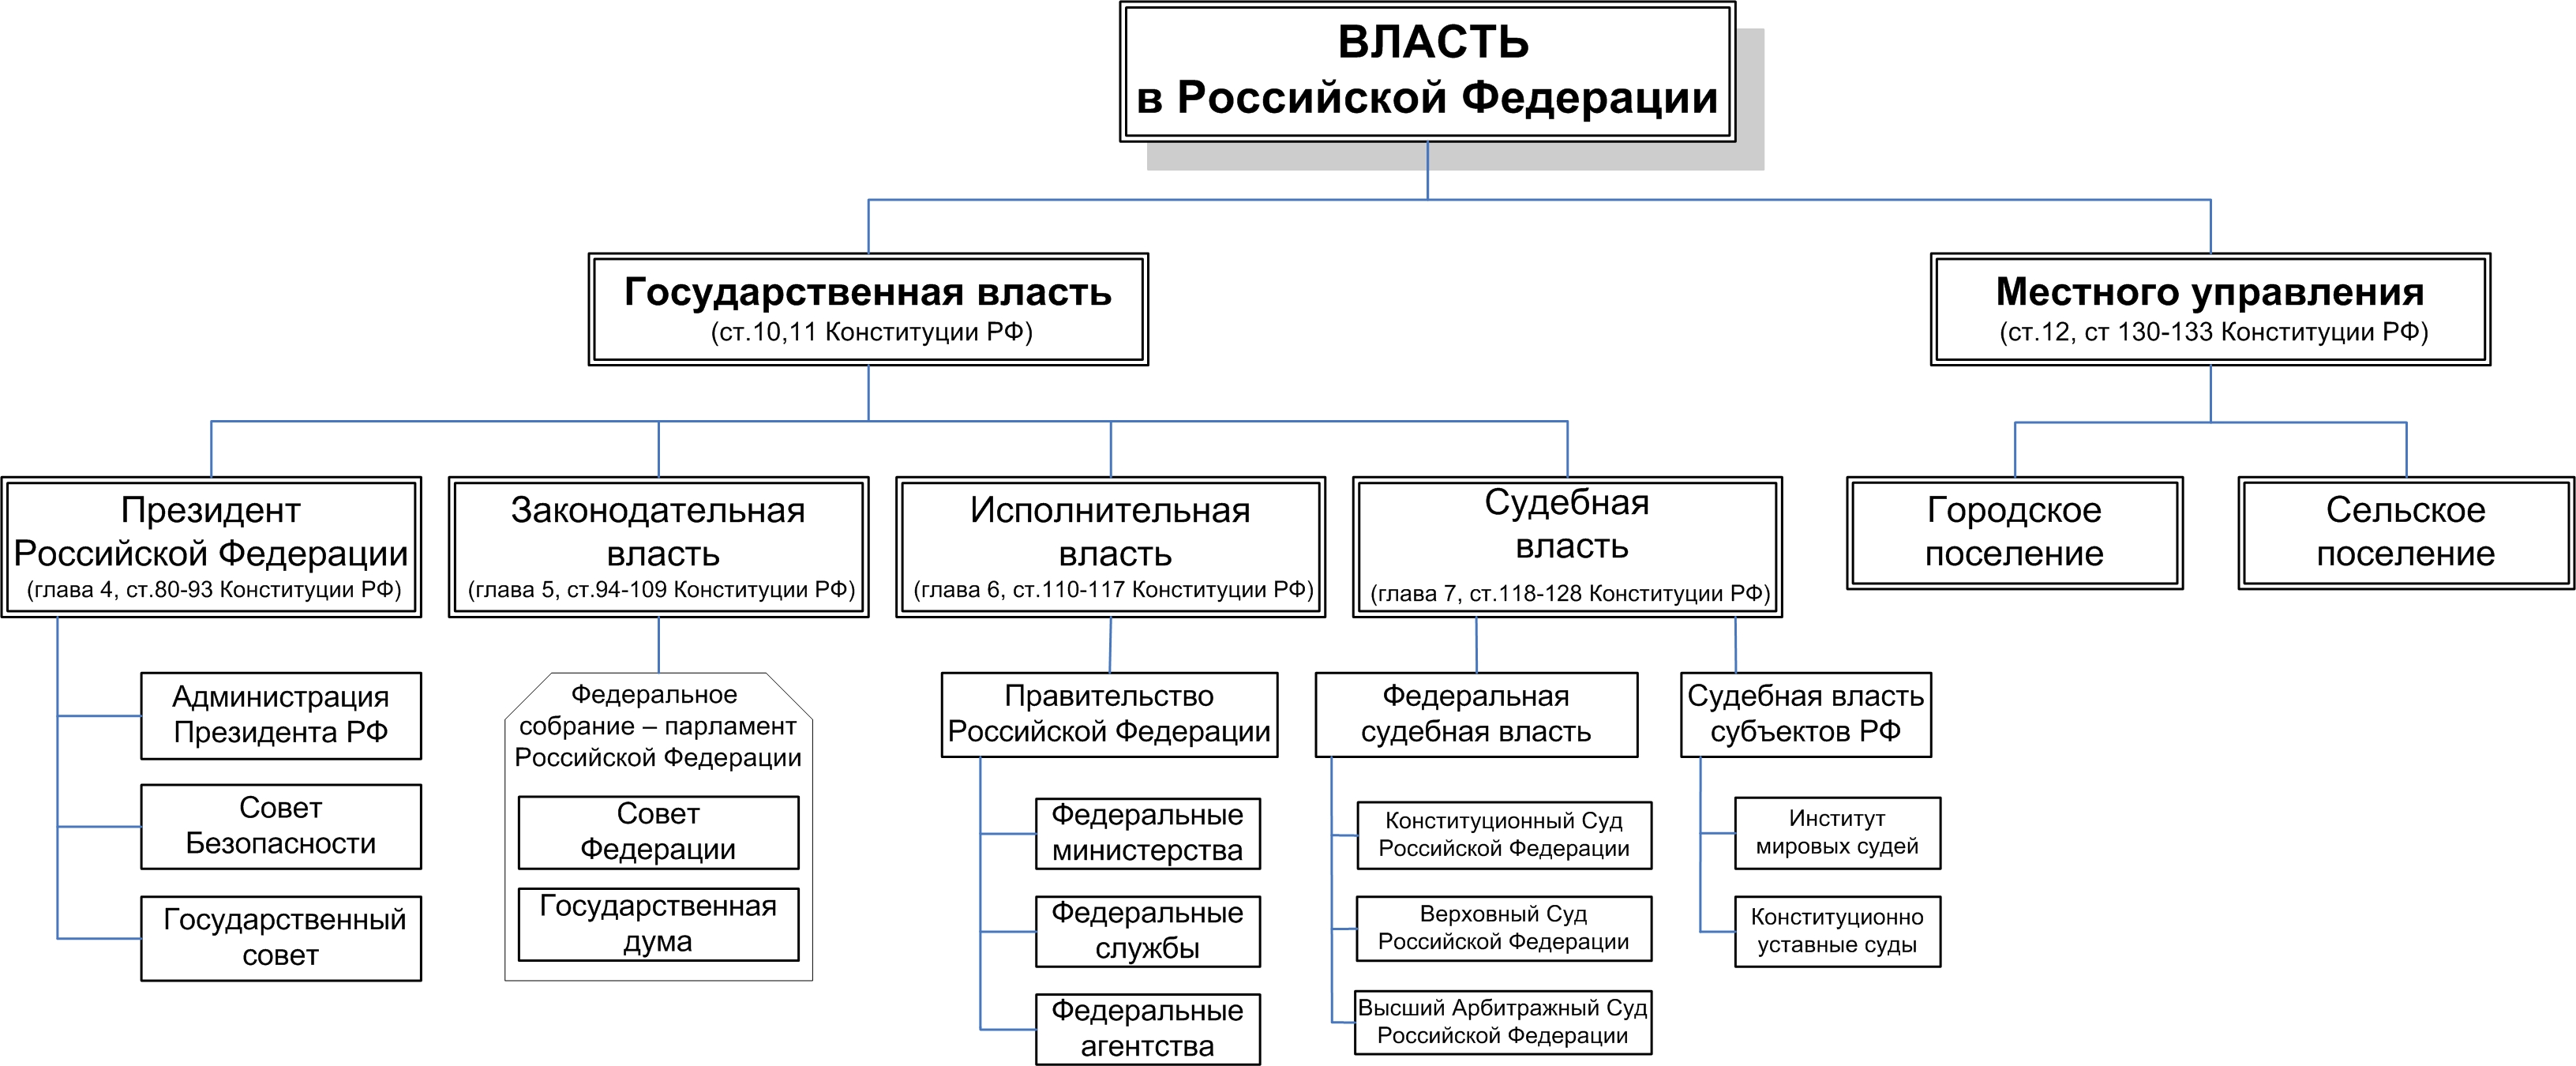 ВЛАСТЬ
в Российской Федерации
Государственная власть
(ст.10,11 Конституции РФ)
Местного управления
(ст.12, ст 130-133 Конституции РФ)
Президент
Российской Федерации
(глава 4, ст.80-93 Конституции РФ)
Законодательная
власть
(глава 5, ст.94-109 Конституции РФ)
Исполнительная
власть
(глава 6, ст.110-117 Конституции РФ)
Судебная
власть
(глава 7, ст.118-128 Конституции РФ)
Городское
поселение
Сельское
поселение
Администрация
Президента РФ
Совет
Безопасности
Государственный
совет
Федеральное
собрание – парламент
Российской Федерации
Совет
Федерации
Государственная
дума
Правительство
Российской Федерации
Федеральные
министерства
Федеральные
службы
Федеральные
агентства
Федеральная
судебная власть
Конституционный Суд
Российской Федерации
Верховный Суд
Российской Федерации
Высший Арбитражный Суд
Российской Федерации
Судебная власть
субъектов РФ
Институт
мировых судей
Конституционно
уставные суды